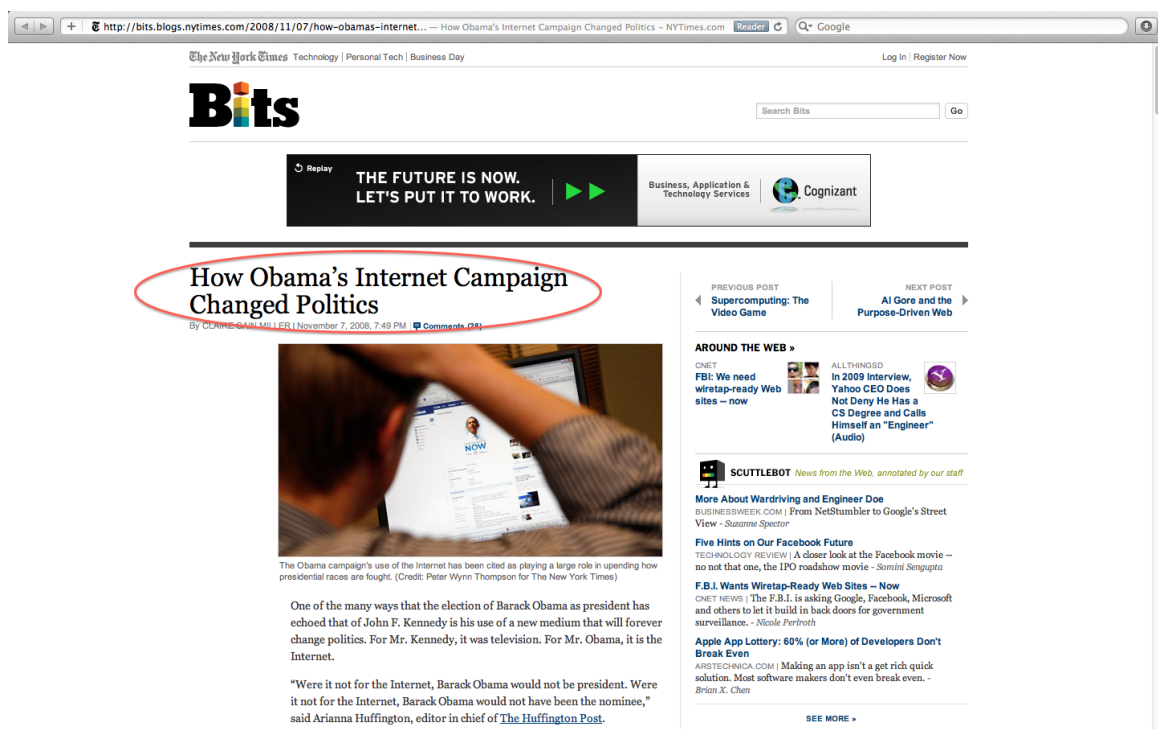 http://bits.blogs.nytimes.com/2008/11/07/how-obamas-internet... — How Obama's Internet Campaign Changed Politics – NYTimes.com Reader Google
The New York Times Technology | Personal Tech | Business Day
Log In | Register Now
Bits
Search Bits Go
Replay
THE FUTURE IS NOW.
LET'S PUT IT TO WORK.
Business, Application &
Technology Services
Cognizant
How Obama's Internet Campaign
Changed Politics
By CLAIRE CAIN MILLER | November 7, 2008, 7:49 PM | Comments (28)
NOW
The Obama campaign's use of the Internet has been cited as playing a large role in upending how
presidential races are fought. (Credit: Peter Wynn Thompson for The New York Times)
One of the many ways that the election of Barack Obama as president has
echoed that of John F. Kennedy is his use of a new medium that will forever
change politics. For Mr. Kennedy, it was television. For Mr. Obama, it is the
Internet.
“Were it not for the Internet, Barack Obama would not be president. Were
it not for the Internet, Barack Obama would not have been the nominee,”
said Arianna Huffington, editor in chief of The Huffington Post.
PREVIOUS POST
Supercomputing: The
Video Game
NEXT POST
Al Gore and the
Purpose-Driven Web
AROUND THE WEB »
CNET
FBI: We need
wiretap-ready Web
sites -- now
ALLTHINGSD
In 2009 Interview,
Yahoo CEO Does
Not Deny He Has a
CS Degree and Calls
Himself an "Engineer"
(Audio)
SCUTTLEBOT News from the Web, annotated by our staff
More About Wardriving and Engineer Doe
BUSINESSWEEK.COM | From NetStumbler to Google's Street
View - Suzanne Spector
Five Hints on Our Facebook Future
TECHNOLOGY REVIEW | A closer look at the Facebook movie --
no not that one, the IPO roadshow movie - Somini Sengupta
F.B.I. Wants Wiretap-Ready Web Sites -- Now
CNET NEWS | The F.B.I. is asking Google, Facebook, Microsoft
and others to let it build in back doors for government
surveillance. - Nicole Perlroth
Apple App Lottery: 60% (or More) of Developers Don't
Break Even
ARSTECHNICA.COM | Making an app isn't a get rich quick
solution. Most software makers don't even break even. -
Brian X. Chen
SEE MORE »